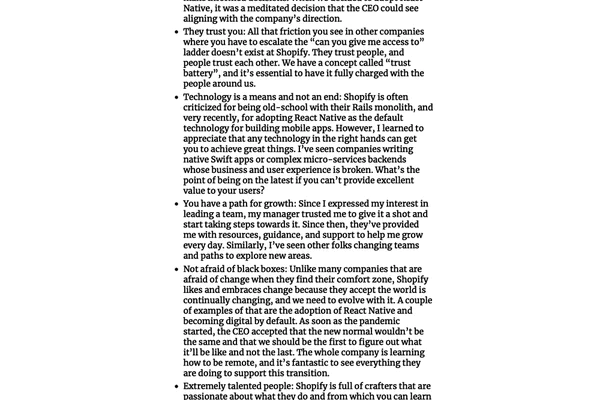 Native, it was a meditated decision that the CEO could see
aligning with the company's direction.
• They trust you: All that friction you see in other companies
where you have to escalate the “can you give me access to”
ladder doesn't exist at Shopify. They trust people, and
people trust each other. We have a concept called “trust
battery”, and it's essential to have it fully charged with the
people around us.
• Technology is a means and not an end: Shopify is often
criticized for being old-school with their Rails monolith, and
very recently, for adopting React Native as the default
technology for building mobile apps. However, I learned to
appreciate that any technology in the right hands can get
you to achieve great things. I've seen companies writing
native Swift apps or complex micro-services backends
whose business and user experience is broken. What's the
point of being on the latest if you can't provide excellent
value to your users?
• You have a path for growth: Since I expressed my interest in
leading a team, my manager trusted me to give it a shot and
start taking steps towards it. Since then, they've provided
me with resources, guidance, and support to help me grow
every day. Similarly, I've seen other folks changing teams
and paths to explore new areas.
• Not afraid of black boxes: Unlike many companies that are
afraid of change when they find their comfort zone, Shopify
likes and embraces change because they accept the world is
continually changing, and we need to evolve with it. A couple
of examples of that are the adoption of React Native and
becoming digital by default. As soon as the pandemic
started, the CEO accepted that the new normal wouldn't be
the same and that we should be the first to figure out what
it'll be like and not the last. The whole company is learning
how to be remote, and it's fantastic to see everything they
are doing to support this transition.
• Extremely talented people: Shopify is full of crafters that are
passionate about what they do and from which you can learn